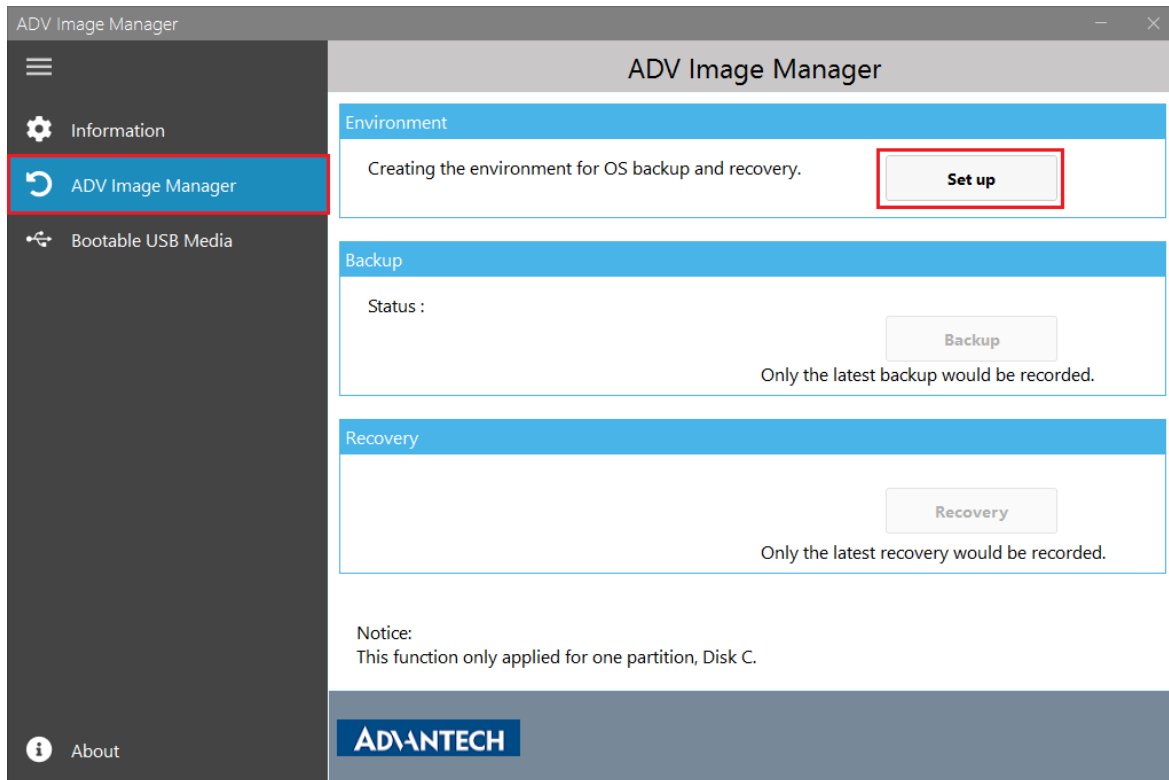 ADV Image Manager
ADV Image Manager
Information
ADV Image Manager
Bootable USB Media
About
Environment
Creating the environment for OS backup and recovery.
Set up
Backup
Status :
Backup
Only the latest backup would be recorded.
Recovery
Recovery
Only the latest recovery would be recorded.
Notice:
This function only applied for one partition, Disk C.
ADVANTECH